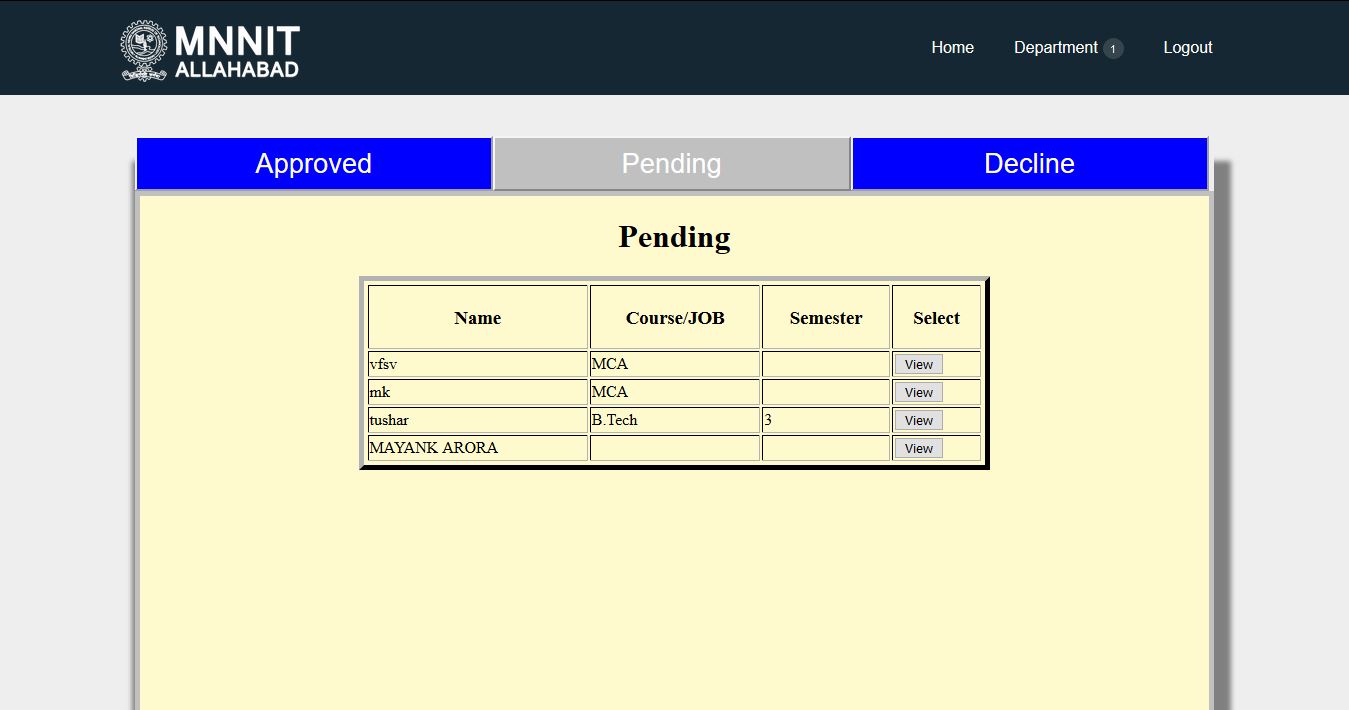 MNNIT
ALLAHABAD
Home Department 1 Logout
Approved Pending Decline
Pending
Name Course/JOB Semester Select
vfsv MCA View
mk MCA View
tushar B.Tech 3 View
MAYANK ARORA View